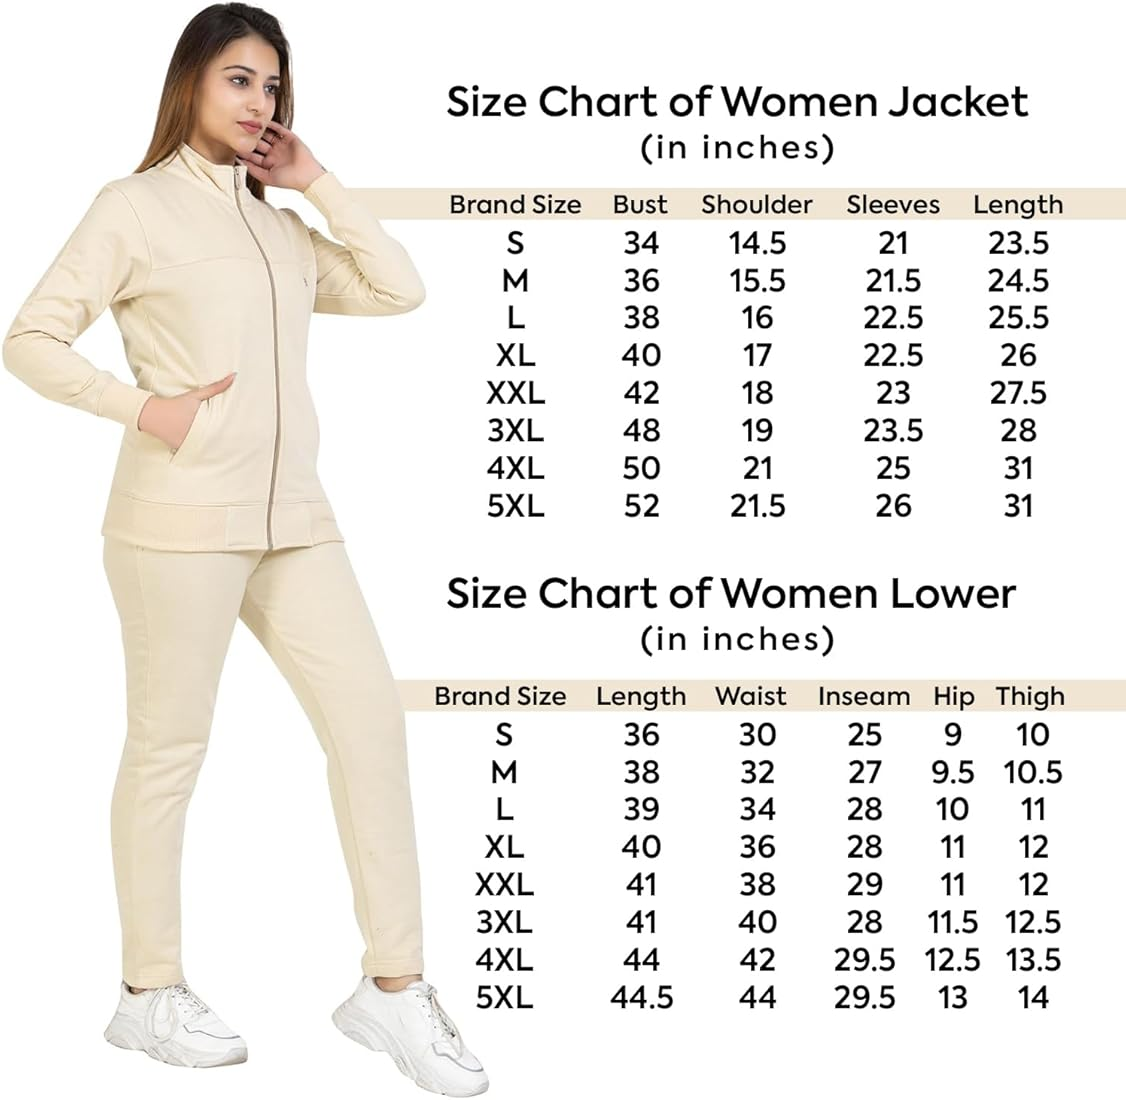 Size Chart of Women Jacket
(in inches)
Brand Size Bust Shoulder Sleeves Length
S 34 14.5 21 23.5
M 36 15.5 21.5 24.5
L 38 16 22.5 25.5
XL 40 17 22.5 26
XXL 42 18 23 27.5
3XL 48 19 23.5 28
4XL 50 21 25 31
5XL 52 21.5 26 31
Size Chart of Women Lower
(in inches)
Brand Size Length Waist Inseam Hip Thigh
S 36 30 25 9 10
M 38 32 27 9.5 10.5
L 39 34 28 10 11
XL 40 36 28 11 12
XXL 41 38 29 11 12
3XL 41 40 28 11.5 12.5
4XL 44 42 29.5 12.5 13.5
5XL 44.5 44 29.5 13 14